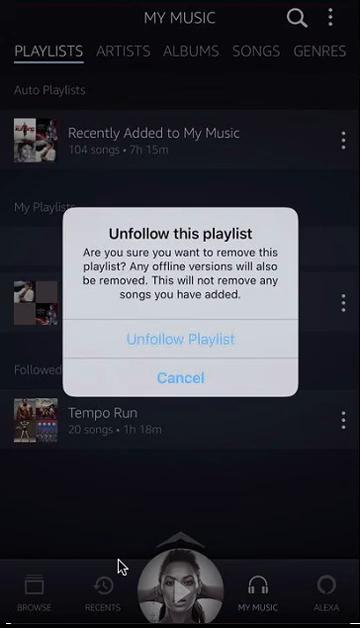 MY MUSIC
PLAYLISTS ARTISTS ALBUMS SONGS GENRES
Auto Playlists
Recently Added to My Music
104 songs • 7h 15m
My Playlists
Unfollow this playlist
Are you sure you want to remove this
playlist? Any offline versions will also
be removed. This will not remove any
songs you have added.
Unfollow Playlist
Cancel
Followed
Tempo Run
20 songs • 1h 18m
BROWSE RECENTS MY MUSIC ALEXA